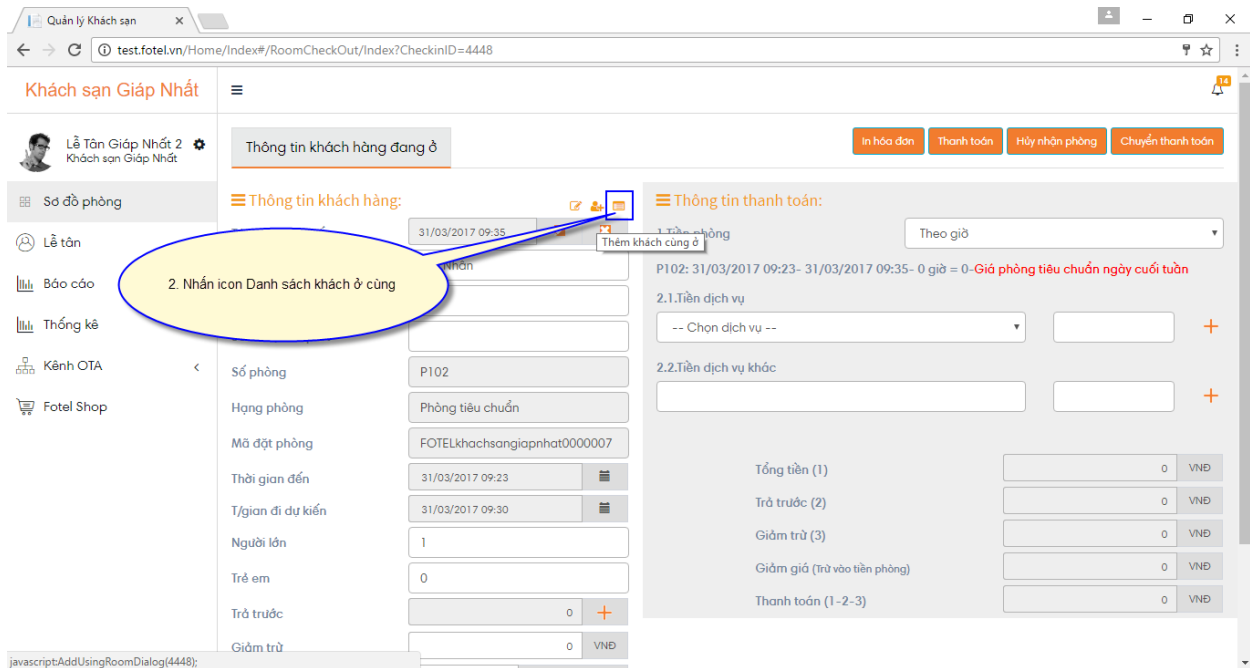 Quản lý Khách sạn
test.fotel.vn/Home/Index#/RoomCheckOut/Index?CheckinID=4448
Khách sạn Giáp Nhất
14
Lễ Tân Giáp Nhất 2
Khách sạn Giáp Nhất
Thông tin khách hàng đang ở
In hóa đơn
Thanh toán
Hủy nhận phòng
Chuyển thanh toán
Sơ đồ phòng
Lễ tân
Báo cáo
Thống kê
Kênh OTA
Fotel Shop
Thông tin khách hàng:
31/03/2017 09:35
Thêm khách cùng ở
Nhân
2. Nhấn icon Danh sách khách ở cùng
Số phòng
P102
Hạng phòng
Phòng tiêu chuẩn
Mã đặt phòng
FOTELkhachsangiapnhat0000007
Thời gian đến
31/03/2017 09:23
T/gian đi dự kiến
31/03/2017 09:30
Người lớn
1
Trẻ em
0
Trả trước
0
Giảm trừ
0 VNĐ
Thông tin thanh toán:
1.Tiền phòng
Theo giờ
P102: 31/03/2017 09:23- 31/03/2017 09:35- 0 giờ = 0-Giá phòng tiêu chuẩn ngày cuối tuần
2.1.Tiền dịch vụ
-- Chọn dịch vụ --
2.2.Tiền dịch vụ khác
Tổng tiền (1) 0 VNĐ
Trả trước (2) 0 VNĐ
Giảm trừ (3) 0 VNĐ
Giảm giá (Trừ vào tiền phòng) 0 VNĐ
Thanh toán (1-2-3) 0 VNĐ
javascript:AddUsingRoomDialog(4448);